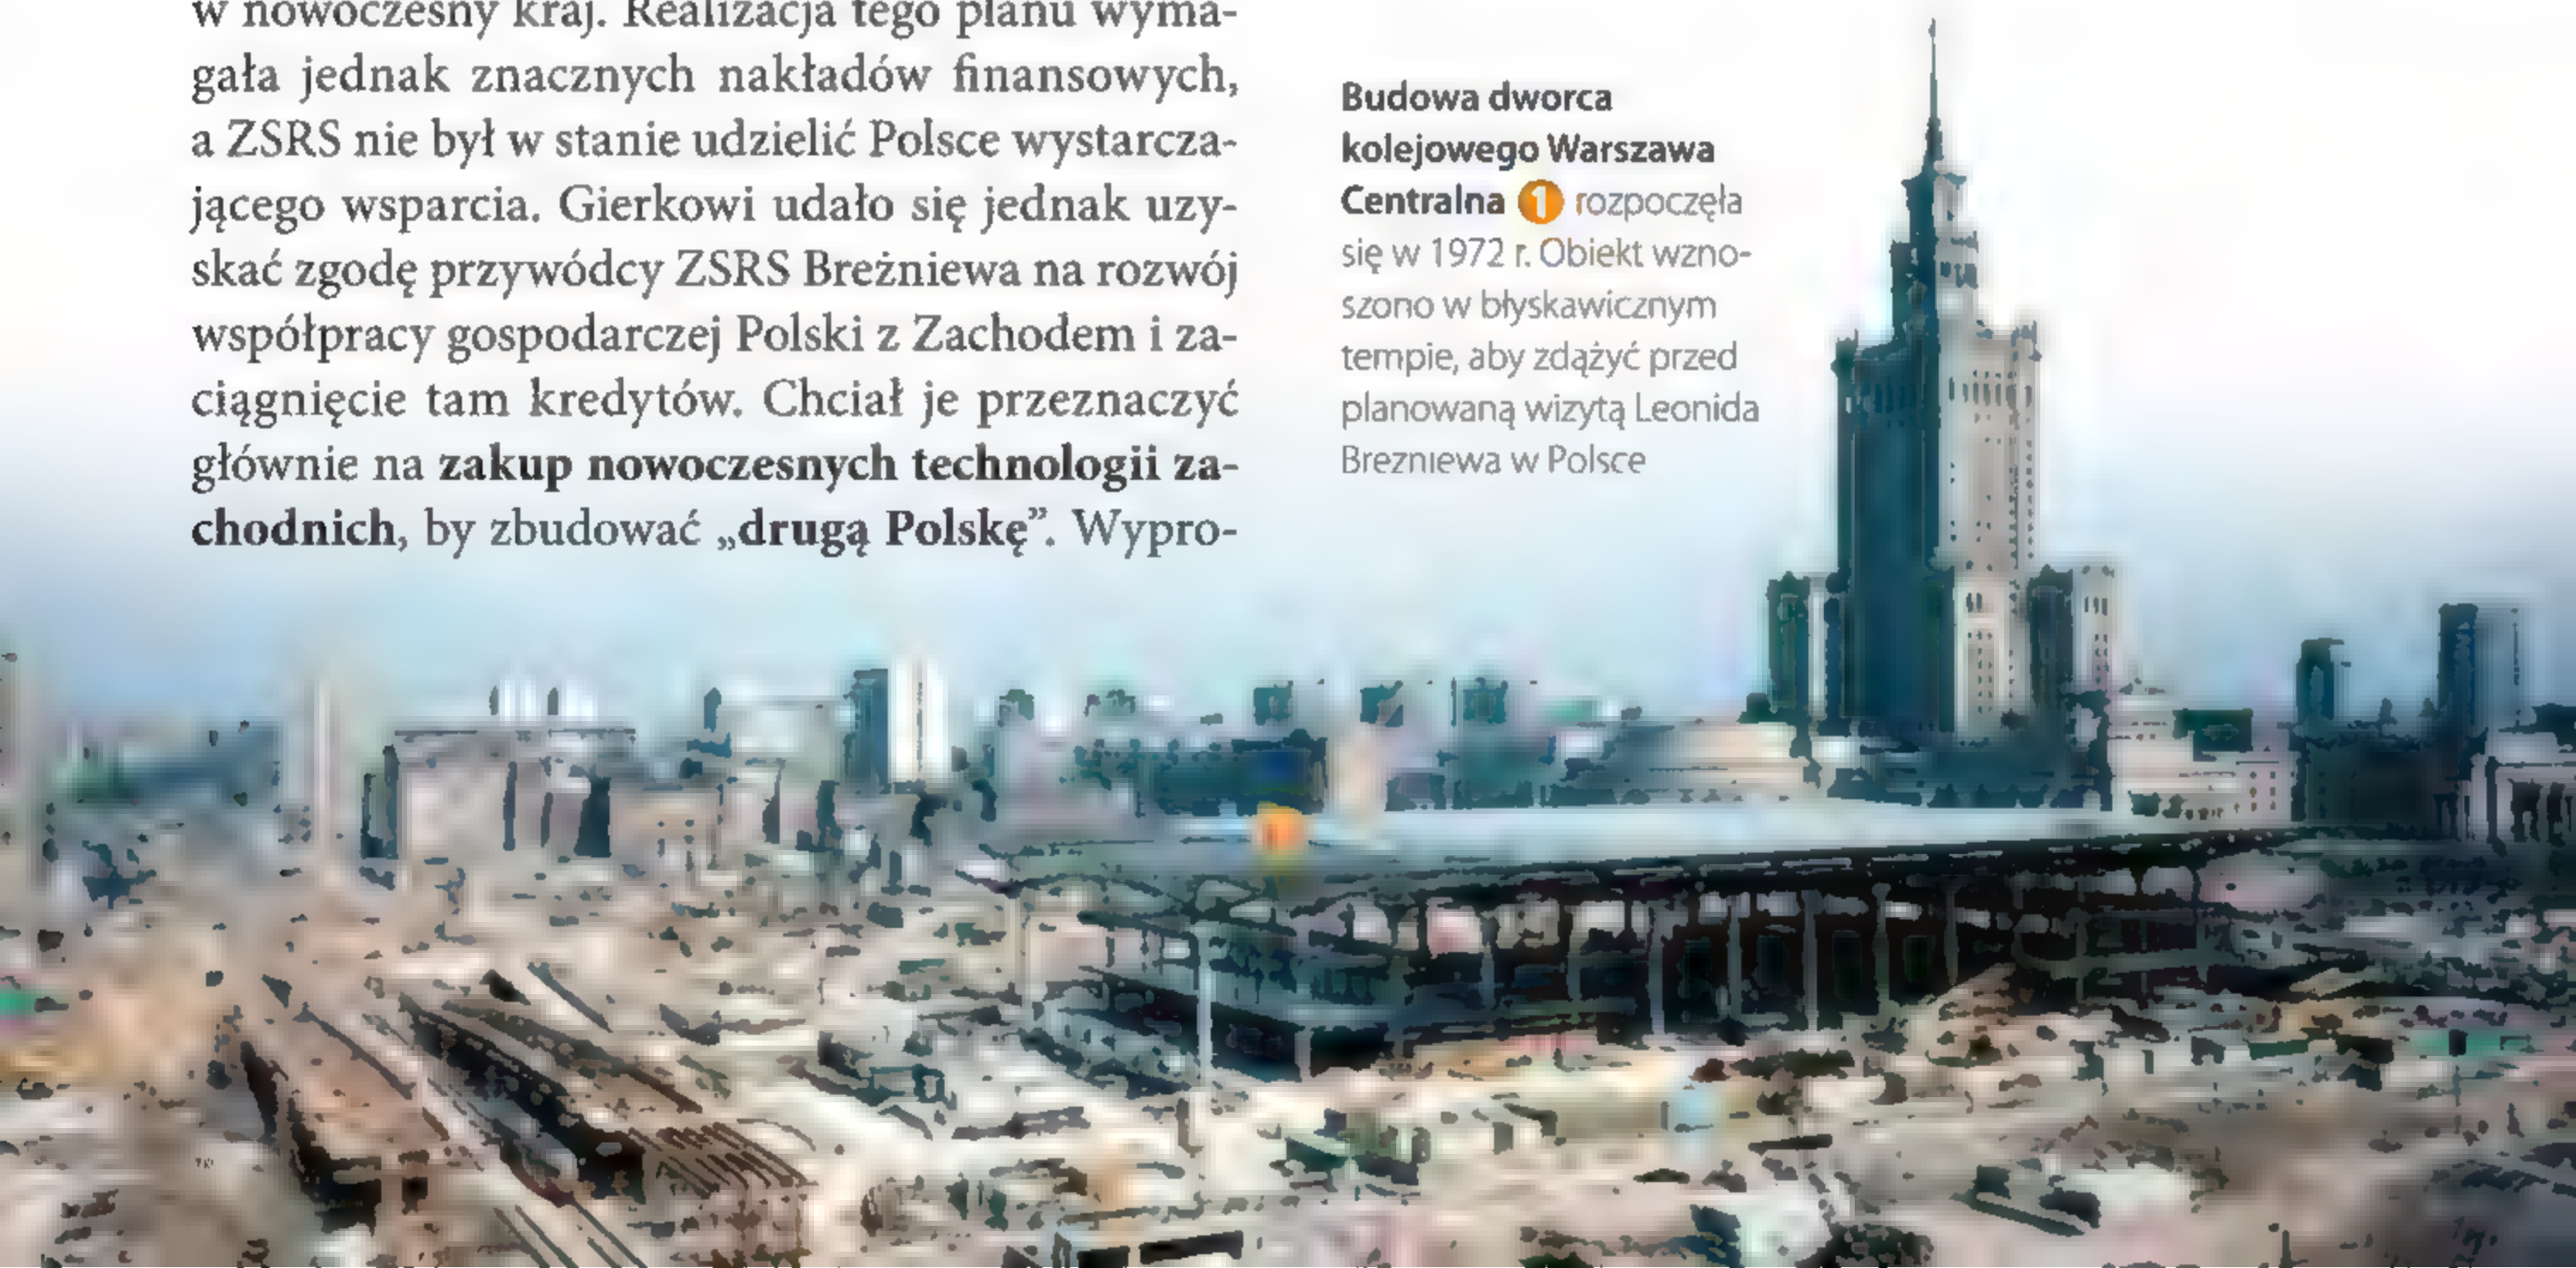 w nowoczesny kraj. Realizacja tego planu wyma-
gała jednak znacznych nakładów finansowych,
a ZSRS nie był w stanie udzielić Polsce wystarcza-
jącego wsparcia. Gierkowi udało się jednak uzy-
skać zgodę przywódcy ZSRS Breżniewa na rozwój
współpracy gospodarczej Polski z Zachodem i za-
ciągnięcie tam kredytów. Chciał je przeznaczyć
głównie na zakup nowoczesnych technologii za-
chodnich, by zbudować „drugą Polskę”. Wypro-
Budowa dworca
kolejowego Warszawa
Centralna 1 rozpoczęła
się w 1972 r. Obiekt wzno-
szono w błyskawicznym
tempie, aby zdążyć przed
planowaną wizytą Leonida
Breżniewa w Polsce